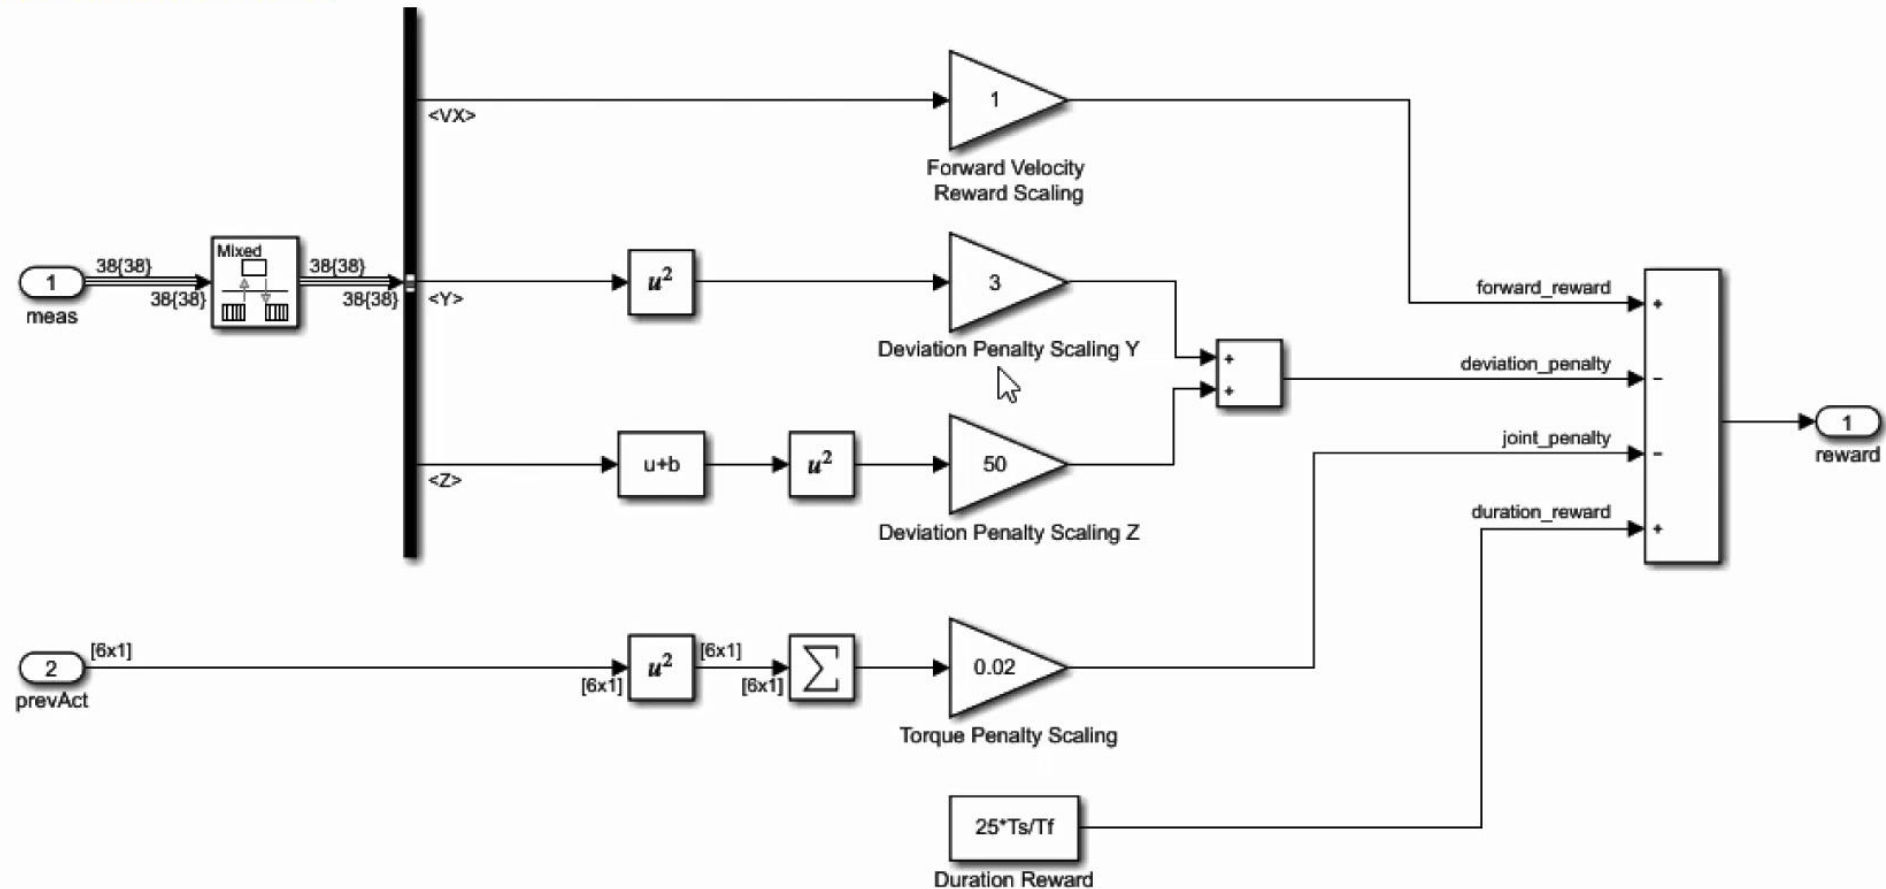 1
<VX>
Forward Velocity
Reward Scaling
1
meas
38{38}
38{38}
Mixed
38{38}
38{38}
<Y>
u²
3
Deviation Penalty Scaling Y
+
+
<Z>
u+b
u²
50
Deviation Penalty Scaling Z
forward_reward
+
deviation_penalty
-
joint_penalty
-
duration_reward
+
1
reward
2
prevAct
[6x1]
[6x1]
u²
[6x1]
[6x1]
∑
0.02
Torque Penalty Scaling
25*Ts/Tf
Duration Reward